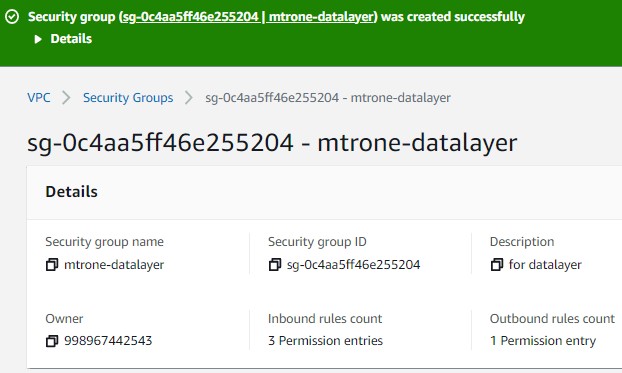 Security group (sg-0c4aa5ff46e255204 | mtrone-datalayer) was created successfully
Details
VPC > Security Groups > sg-0c4aa5ff46e255204 - mtrone-datalayer
sg-0c4aa5ff46e255204 - mtrone-datalayer
Details
Security group name Security group ID Description
mtrone-datalayer sg-0c4aa5ff46e255204 for datalayer
Owner Inbound rules count Outbound rules count
998967442543 3 Permission entries 1 Permission entry